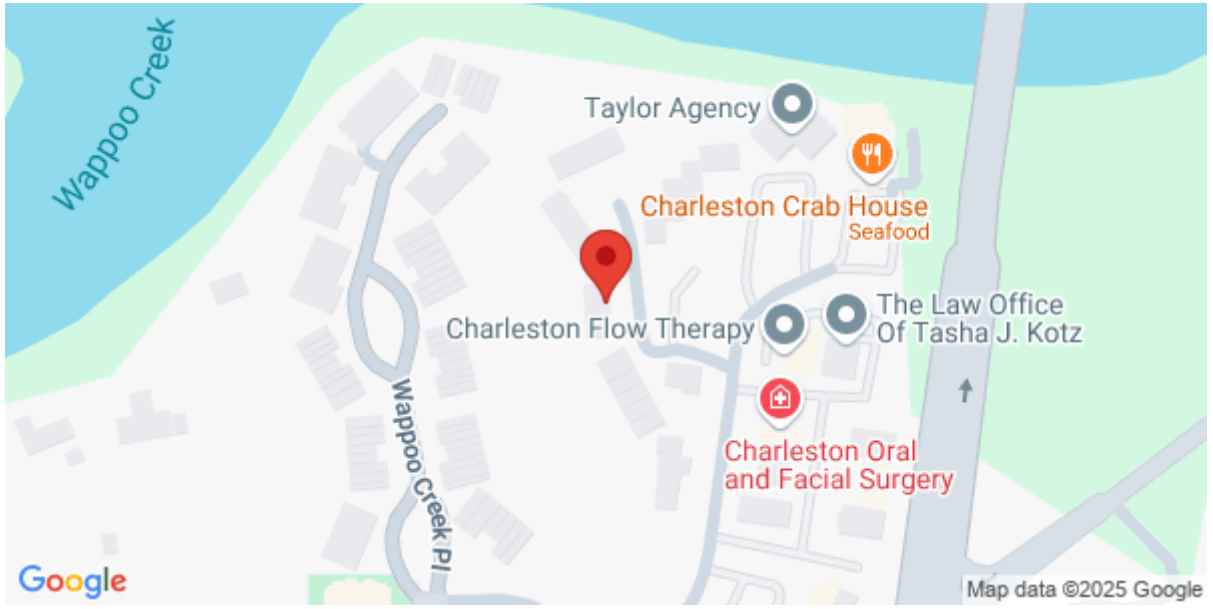 Wappoo Creek
Taylor Agency
Charleston Crab House
Seafood
Charleston Flow Therapy
The Law Office
Of Tasha J. Kotz
Charleston Oral
and Facial Surgery
Wappoo Creek Pl
Google
Map data ©2025 Google